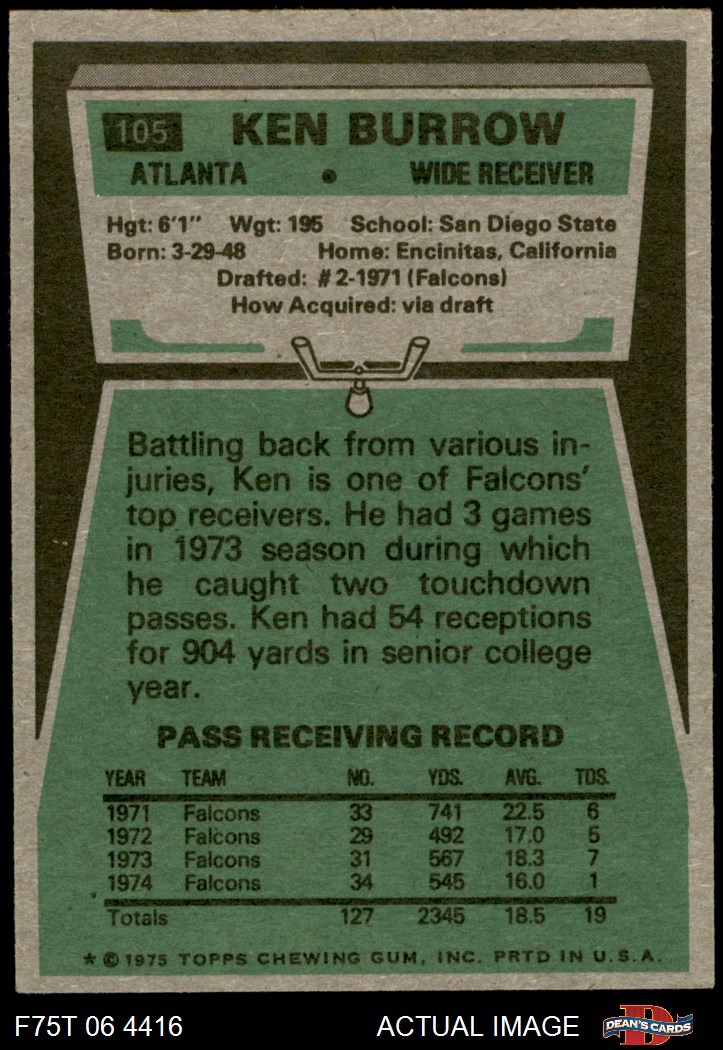 105 KEN BURROW
ATLANTA • WIDE RECEIVER
Hgt: 6'1" Wgt: 195 School: San Diego State
Born: 3-29-48 Home: Encinitas, California
Drafted: #2-1971 (Falcons)
How Acquired: via draft
Battling back from various in-
juries, Ken is one of Falcons'
top receivers. He had 3 games
in 1973 season during which
he caught two touchdown
passes. Ken had 54 receptions
for 904 yards in senior college
year.
PASS RECEIVING RECORD
YEAR TEAM NO. YDS. AVG. TDS.
1971 Falcons 33 741 22.5 6
1972 Falcons 29 492 17.0 5
1973 Falcons 31 567 18.3 7
1974 Falcons 34 545 16.0 1
Totals 127 2345 18.5 19
* © 1975 TOPPS CHEWING GUM, INC. PRTD IN U.S.A.
F75T 06 4416 ACTUAL IMAGE D DEAN'S CARDS